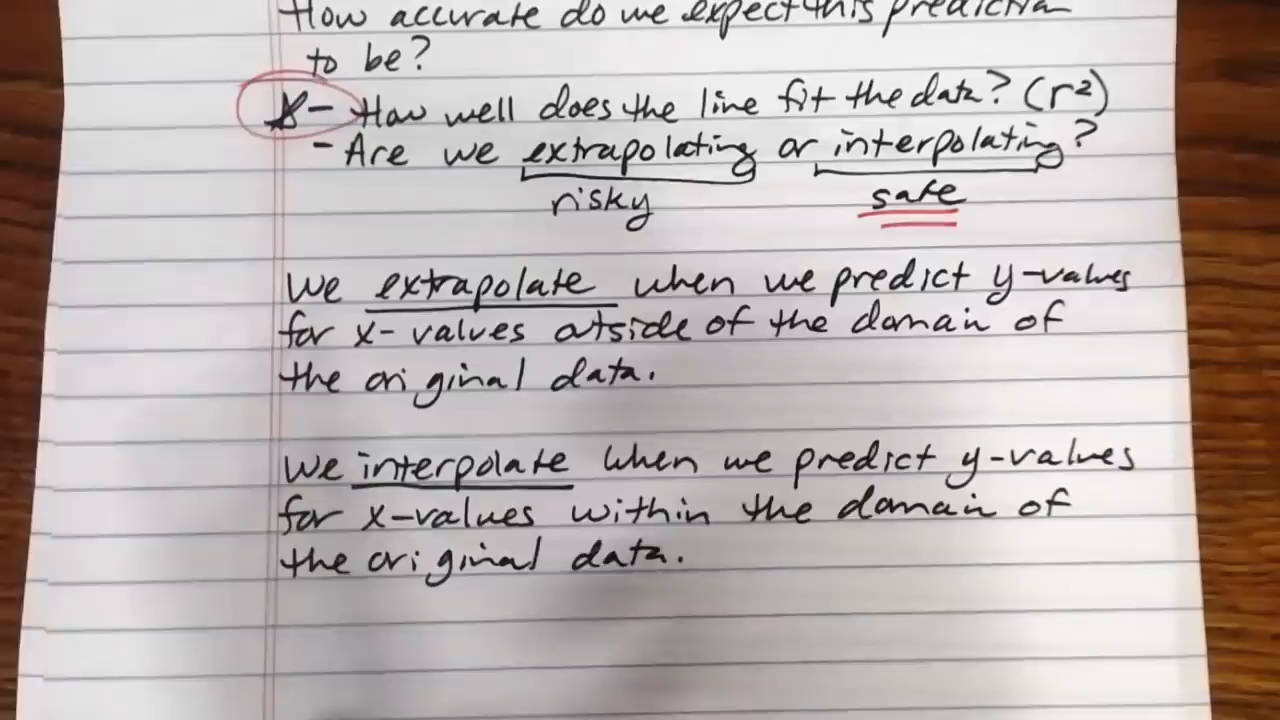 How accurate do we expect this prediction
to be?
- How well does the line fit the data? (r²)
- Are we extrapolating or interpolating?
risky safe
We extrapolate when we predict y-values
for x-values outside of the domain of
the original data.
We interpolate when we predict y-values
for x-values within the domain of
the original data.